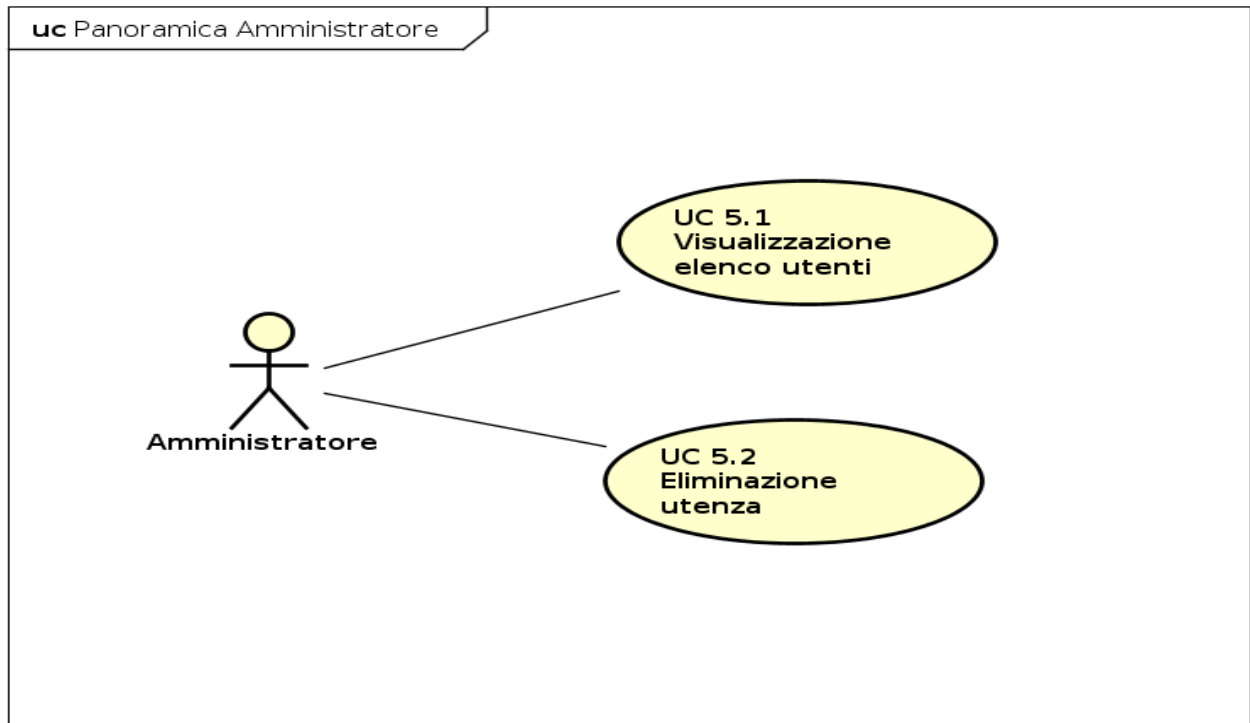 uc Panoramica Amministratore
UC 5.1
Visualizzazione
elenco utenti
Amministratore
UC 5.2
Eliminazione
utenza